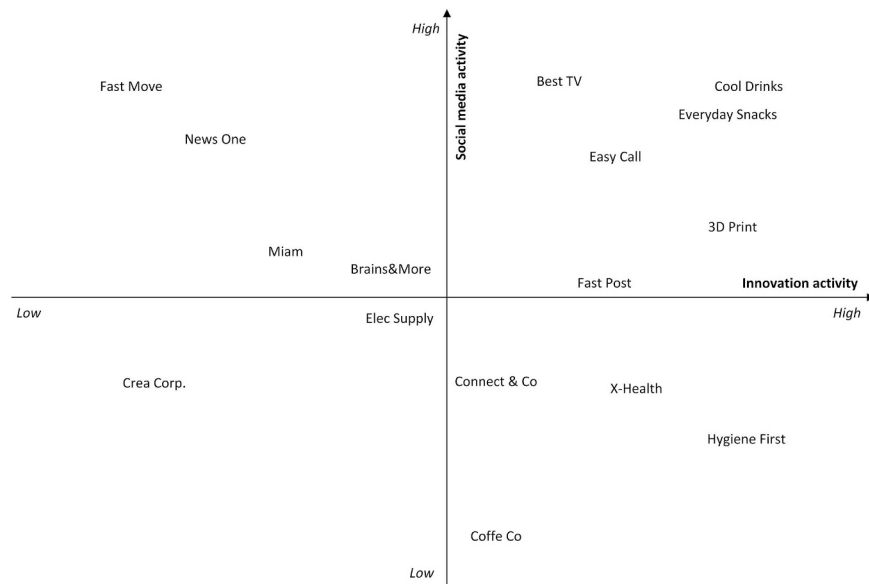 High
Social media activity
Best TV
Fast Move
Cool Drinks
Everyday Snacks
News One
Easy Call
3D Print
Miam
Brains&More
Fast Post
Innovation activity
Low
High
Elec Supply
Crea Corp.
Connect & Co
X-Health
Hygiene First
Coffe Co
Low